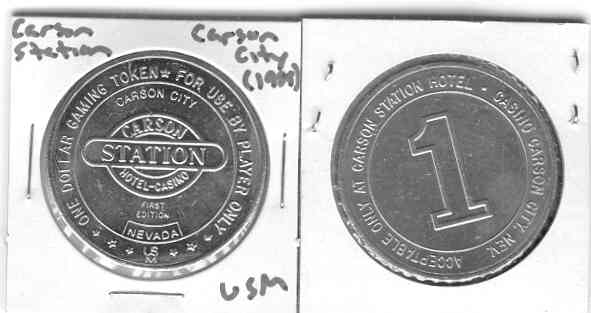 Carson
Station
Carson
City
(1988)
ONE DOLLAR GAMING TOKEN ★ FOR USE BY PLAYER ONLY
CARSON CITY
CARSON
STATION
HOTEL-CASINO
FIRST
EDITION
NEVADA
US
M
USM
ACCEPTABLE ONLY AT CARSON STATION HOTEL - CASINO CARSON CITY, NEV.
1